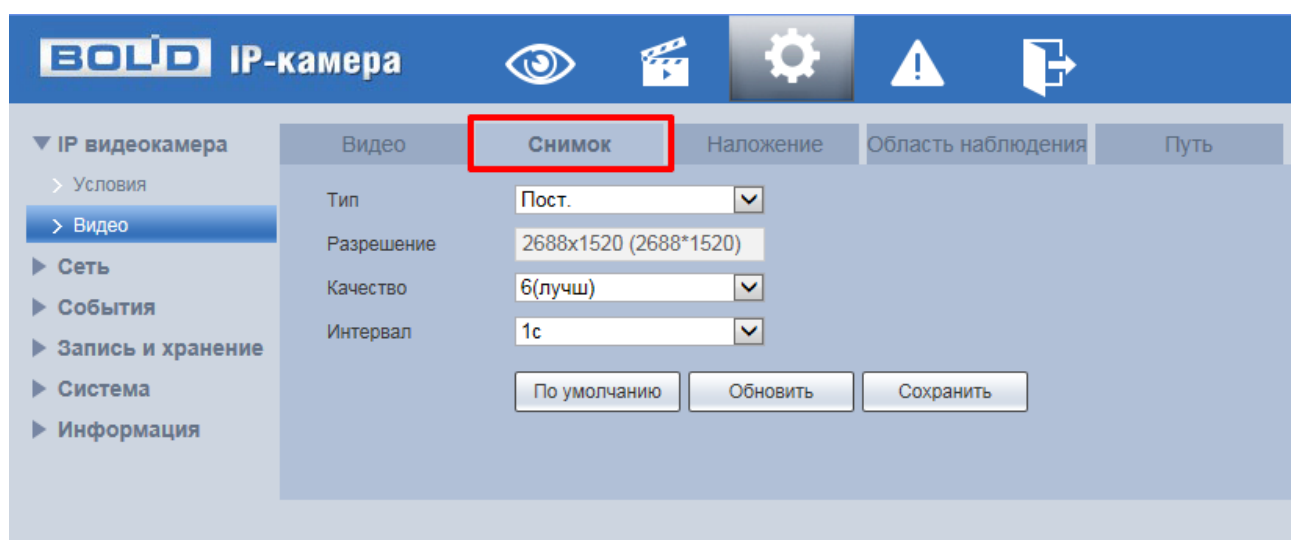 BOLID IP-камера
IP видеокамера
Условия
Видео
Сеть
События
Запись и хранение
Система
Информация
Видео Снимок Наложение Область наблюдения Путь
Тип Пост.
Разрешение 2688x1520 (2688*1520)
Качество 6(лучш)
Интервал 1с
По умолчанию Обновить Сохранить